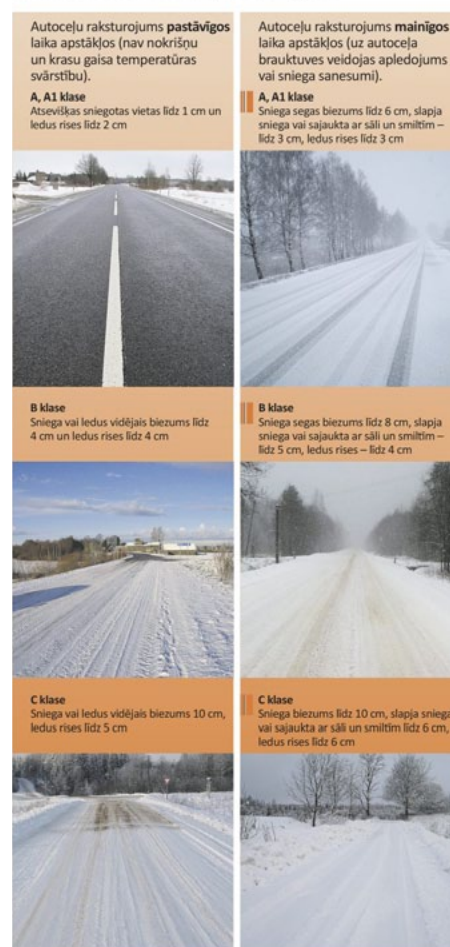 Autoceļu raksturojums pastāvīgos
laika apstākļos (nav nokrišņu
un krasu gaisa temperatūras
svārstību).
A, A1 klase
Atsevišķas sniegotas vietas līdz 1 cm un
ledus rises līdz 2 cm
B klase
Sniega vai ledus vidējais biezums līdz
4 cm un ledus rises līdz 4 cm
C klase
Sniega vai ledus vidējais biezums 10 cm,
ledus rises līdz 5 cm
Autoceļu raksturojums mainīgos
laika apstākļos (uz autoceļa
brauktuves veidojas apledojums
vai sniega sanesumi).
A, A1 klase
Sniega segas biezums līdz 6 cm, slapja
sniega vai sajaukta ar sāli un smiltīm –
līdz 3 cm, ledus rises līdz 3 cm
B klase
Sniega segas biezums līdz 8 cm, slapja
sniega vai sajaukta ar sāli un smiltīm –
līdz 5 cm, ledus rises – līdz 4 cm
C klase
Sniega biezums līdz 10 cm, slapja sniega
vai sajaukta ar sāli un smiltīm līdz 6 cm,
ledus rises līdz 6 cm